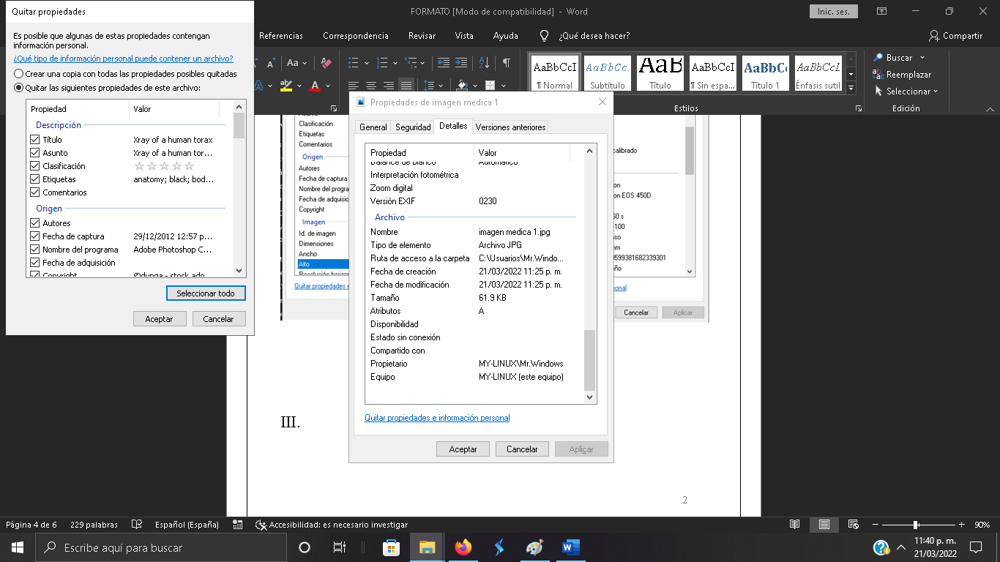 Quitar propiedades
Es posible que algunas de estas propiedades contengan
información personal.
¿Qué tipo de información personal puede contener un archivo?
Crear una copia con todas las propiedades posibles quitadas
Quitar las siguientes propiedades de este archivo:
Propiedad Valor
Descripción
Título Xray of a human torax
Asunto Xray of a human tor...
Clasificación
Etiquetas anatomy; black; bod...
Comentarios
Origen
Autores
Fecha de captura 29/12/2012 12:57 p...
Nombre del programa Adobe Photoshop C...
Fecha de adquisición
Copyright ©dunga - stock.ado
Seleccionar todo
Aceptar Cancelar
FORMATO [Modo de compatibilidad] - Word
Inic. ses.
Referencias Correspondencia Revisar Vista Ayuda ¿Qué desea hacer?
Compartir
Aa
AaBbCcI AaBbCc. AaB AaBbCcI AaBbCc AaBbCcL
¶ Normal Subtítulo Título ¶ Sin espa... Título 1 Énfasis sutil
Estilos
Buscar
Reemplazar
Seleccionar
Edición
Clasificación
Etiquetas
Comentarios
Origen
Autores
Fecha de captura
Nombre del progra
Fecha de adquisic
Copyright
Imagen
Id. de imagen
Dimensiones
Ancho
Alto
Quitar propiedades e
Propiedades de imagen medica 1
General Seguridad Detalles Versiones anteriores
Propiedad Valor
Balance de blanco Automático
Interpretación fotométrica
Zoom digital
Versión EXIF 0230
Archivo
Nombre imagen medica 1.jpg
Tipo de elemento Archivo JPG
Ruta de acceso a la carpeta C:\Usuarios\Mr.Windo...
Fecha de creación 21/03/2022 11:25 p. m.
Fecha de modificación 21/03/2022 11:25 p. m.
Tamaño 61.9 KB
Atributos A
Disponibilidad
Estado sin conexión
Compartido con
Propietario MY-LINUX\Mr.Windows
Equipo MY-LINUX (este equipo)
Quitar propiedades e información personal
Aceptar Cancelar Aplicar
calibrado
on
on EOS 450D
0 s
100
so
m
599381682339301
ño
onal
Cancelar Aplicar
III.
2
Página 4 de 6 229 palabras Español (España) Accesibilidad: es necesario investigar
90%
Escribe aquí para buscar
11:40 p. m.
21/03/2022